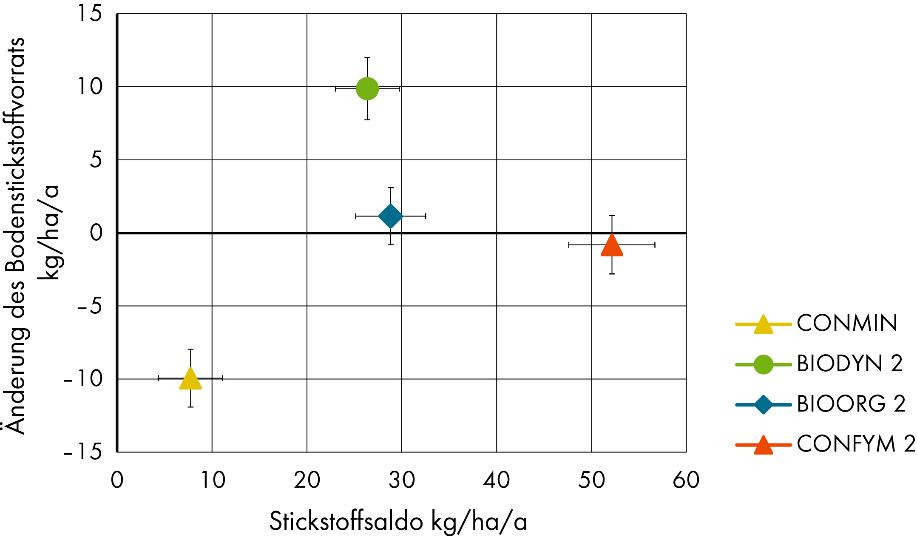 Änderung des Bodenstickstoffvorrats
kg/ha/a
15
10
5
0
–5
–10
–15
0 10 20 30 40 50 60
Stickstoffsaldo kg/ha/a
CONMIN
BIODYN 2
BIOORG 2
CONFYM 2